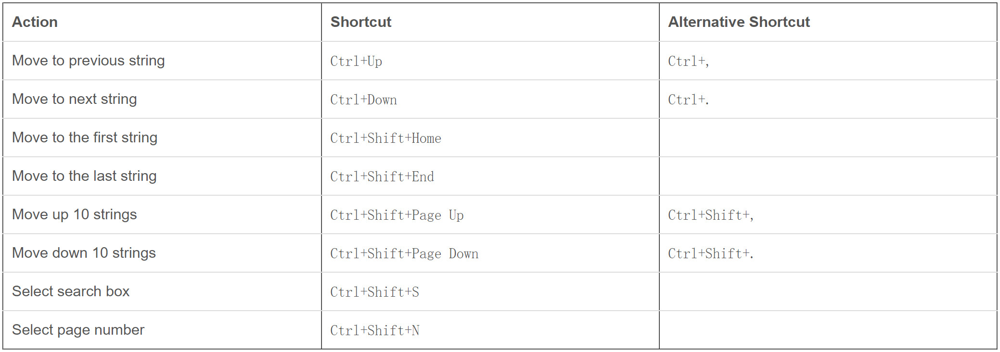 Action Shortcut Alternative Shortcut
Move to previous string Ctrl+Up Ctrl+,
Move to next string Ctrl+Down Ctrl+.
Move to the first string Ctrl+Shift+Home
Move to the last string Ctrl+Shift+End
Move up 10 strings Ctrl+Shift+Page Up Ctrl+Shift+,
Move down 10 strings Ctrl+Shift+Page Down Ctrl+Shift+.
Select search box Ctrl+Shift+S
Select page number Ctrl+Shift+N